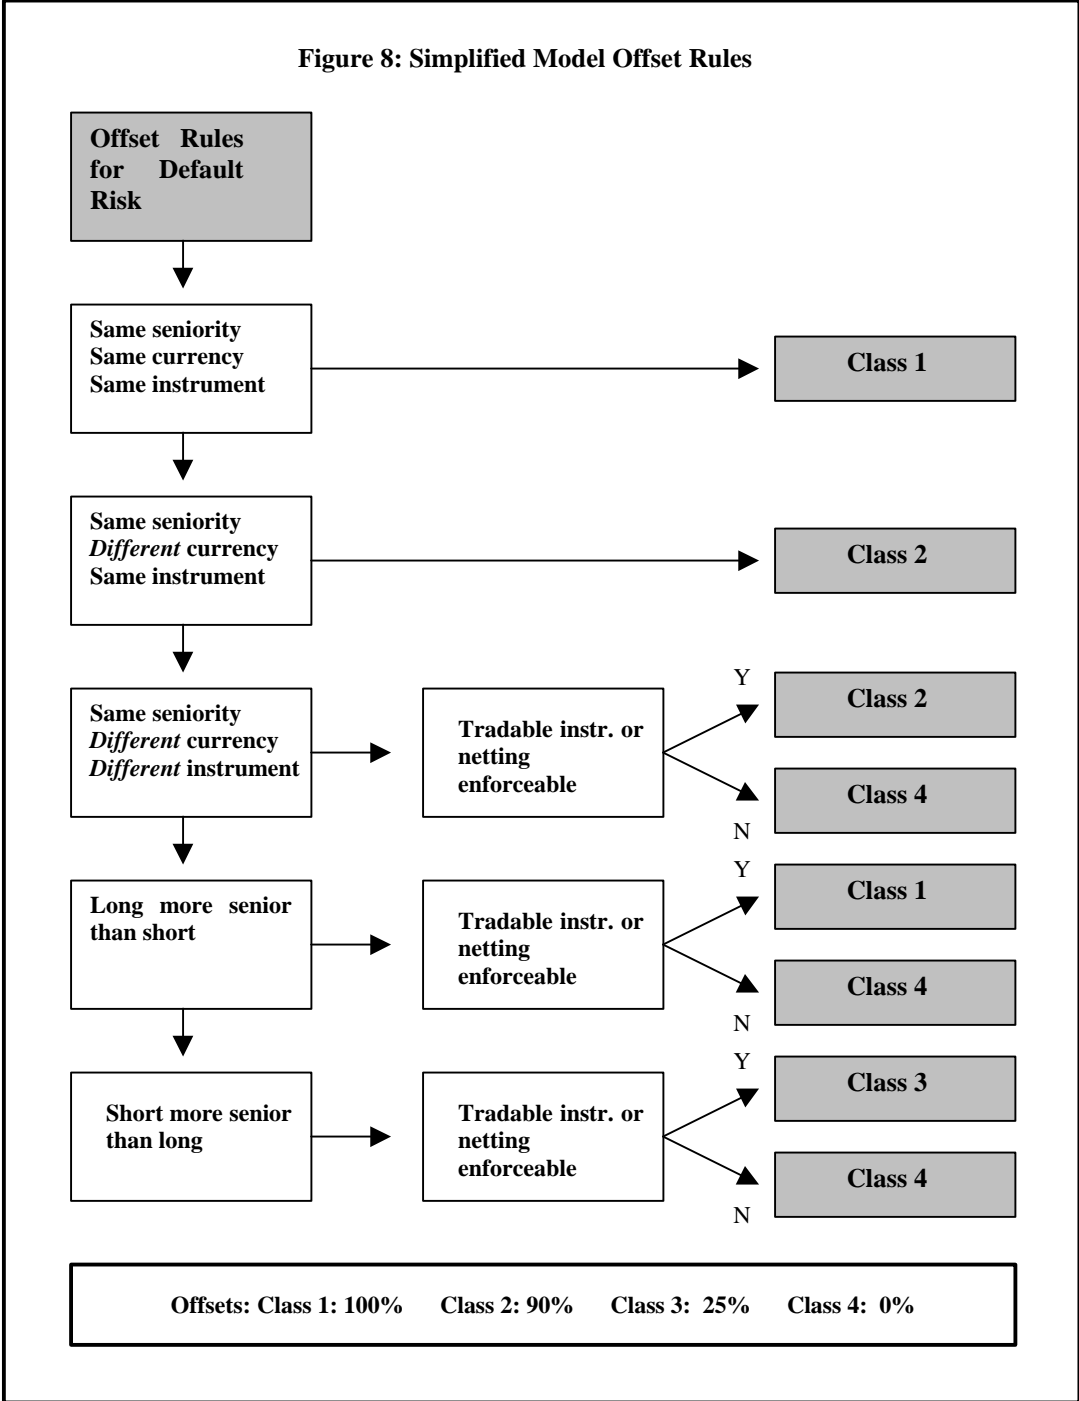 Figure 8: Simplified Model Offset Rules
Offset Rules
for Default
Risk
Same seniority
Same currency
Same instrument
Class 1
Same seniority
Different currency
Same instrument
Class 2
Same seniority
Different currency
Different instrument
Tradable instr. or
netting
enforceable
Y
Class 2
Class 4
N
Long more senior
than short
Tradable instr. or
netting
enforceable
Y
Class 1
Class 4
N
Short more senior
than long
Tradable instr. or
netting
enforceable
Y
Class 3
Class 4
N
Offsets: Class 1: 100% Class 2: 90% Class 3: 25% Class 4: 0%